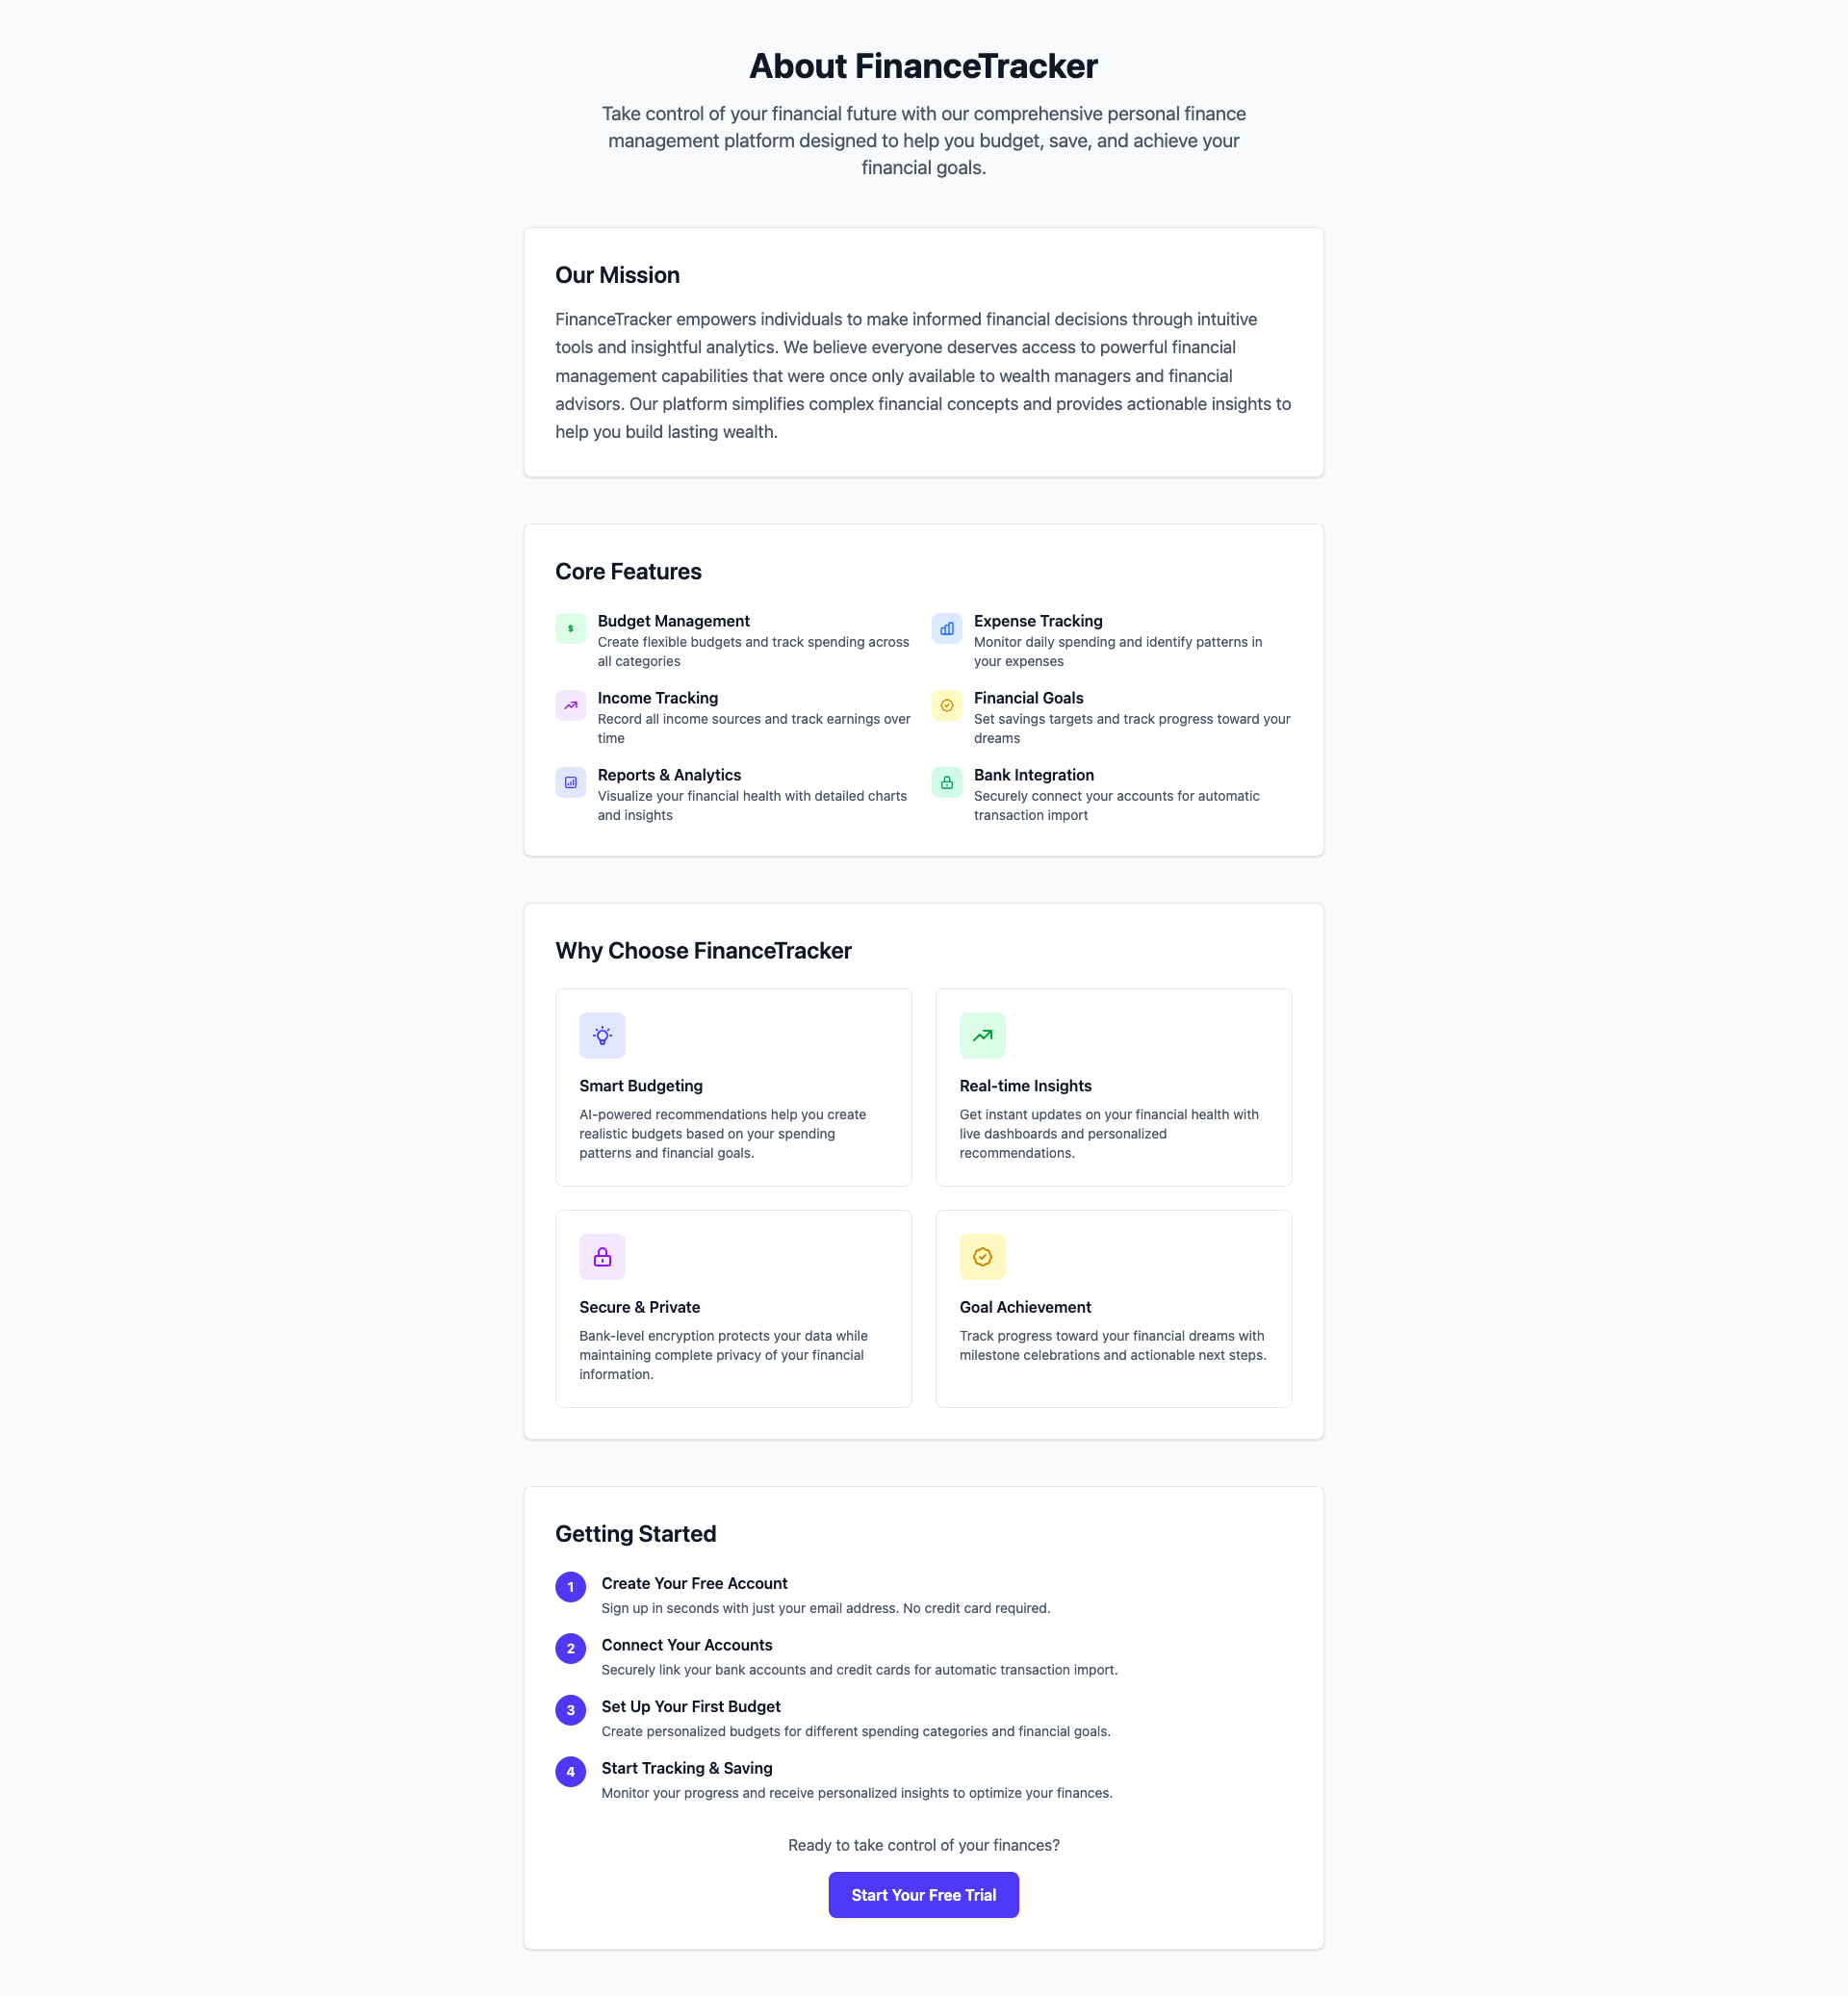 About FinanceTracker
Take control of your financial future with our comprehensive personal finance
management platform designed to help you budget, save, and achieve your
financial goals.
Our Mission
FinanceTracker empowers individuals to make informed financial decisions through intuitive
tools and insightful analytics. We believe everyone deserves access to powerful financial
management capabilities that were once only available to wealth managers and financial
advisors. Our platform simplifies complex financial concepts and provides actionable insights to
help you build lasting wealth.
Core Features
$
Budget Management
Create flexible budgets and track spending across
all categories
Expense Tracking
Monitor daily spending and identify patterns in
your expenses
Income Tracking
Record all income sources and track earnings over
time
Financial Goals
Set savings targets and track progress toward your
dreams
Reports & Analytics
Visualize your financial health with detailed charts
and insights
Bank Integration
Securely connect your accounts for automatic
transaction import
Why Choose FinanceTracker
Smart Budgeting
AI-powered recommendations help you create
realistic budgets based on your spending
patterns and financial goals.
Real-time Insights
Get instant updates on your financial health with
live dashboards and personalized
recommendations.
Secure & Private
Bank-level encryption protects your data while
maintaining complete privacy of your financial
information.
Goal Achievement
Track progress toward your financial dreams with
milestone celebrations and actionable next steps.
Getting Started
1 Create Your Free Account
Sign up in seconds with just your email address. No credit card required.
2 Connect Your Accounts
Securely link your bank accounts and credit cards for automatic transaction import.
3 Set Up Your First Budget
Create personalized budgets for different spending categories and financial goals.
4 Start Tracking & Saving
Monitor your progress and receive personalized insights to optimize your finances.
Ready to take control of your finances?
Start Your Free Trial